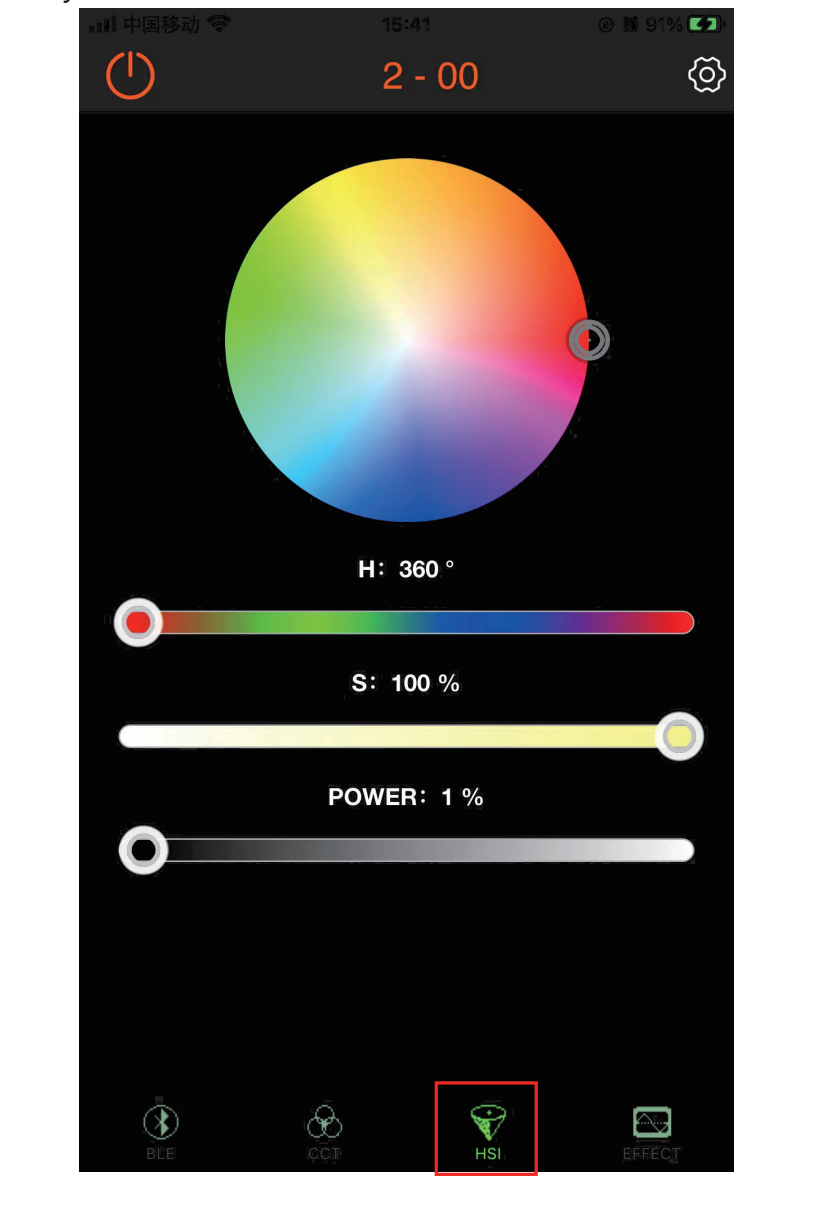 中国移动 15:41 91%
2 - 00
H: 360 °
S: 100 %
POWER: 1 %
BLE CCT HSI EFFECT